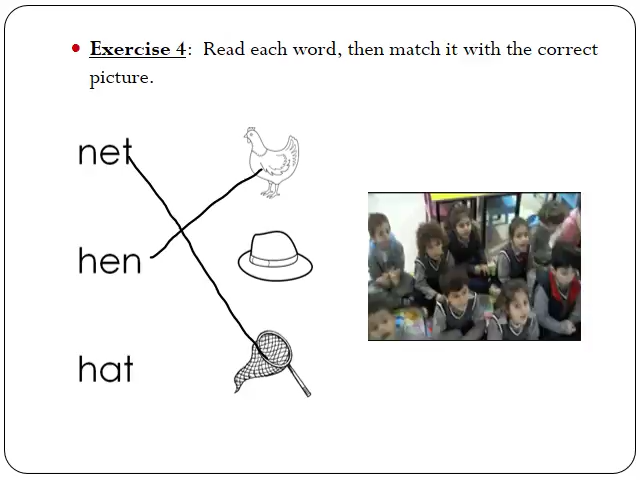 Exercise 4: Read each word, then match it with the correct
picture.
net
hen
hat